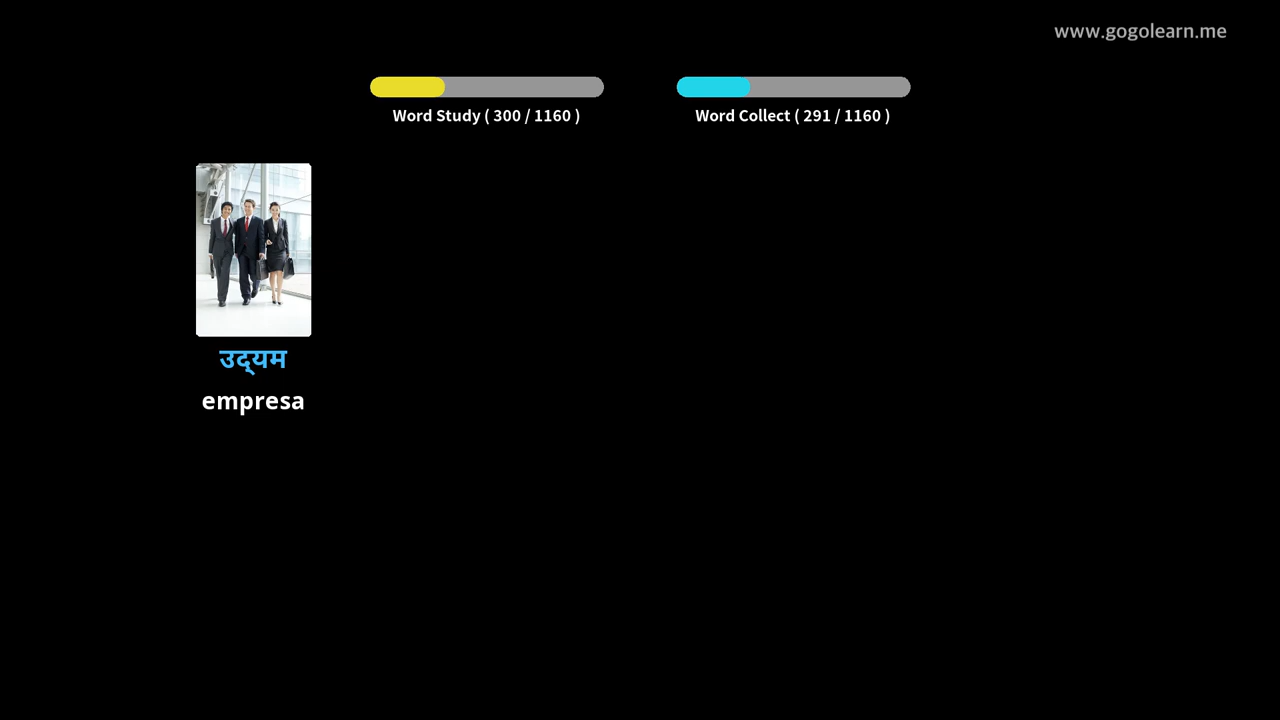 www.gogolearn.me
Word Study ( 300 / 1160 )
Word Collect ( 291 / 1160 )
उद्यम
empresa